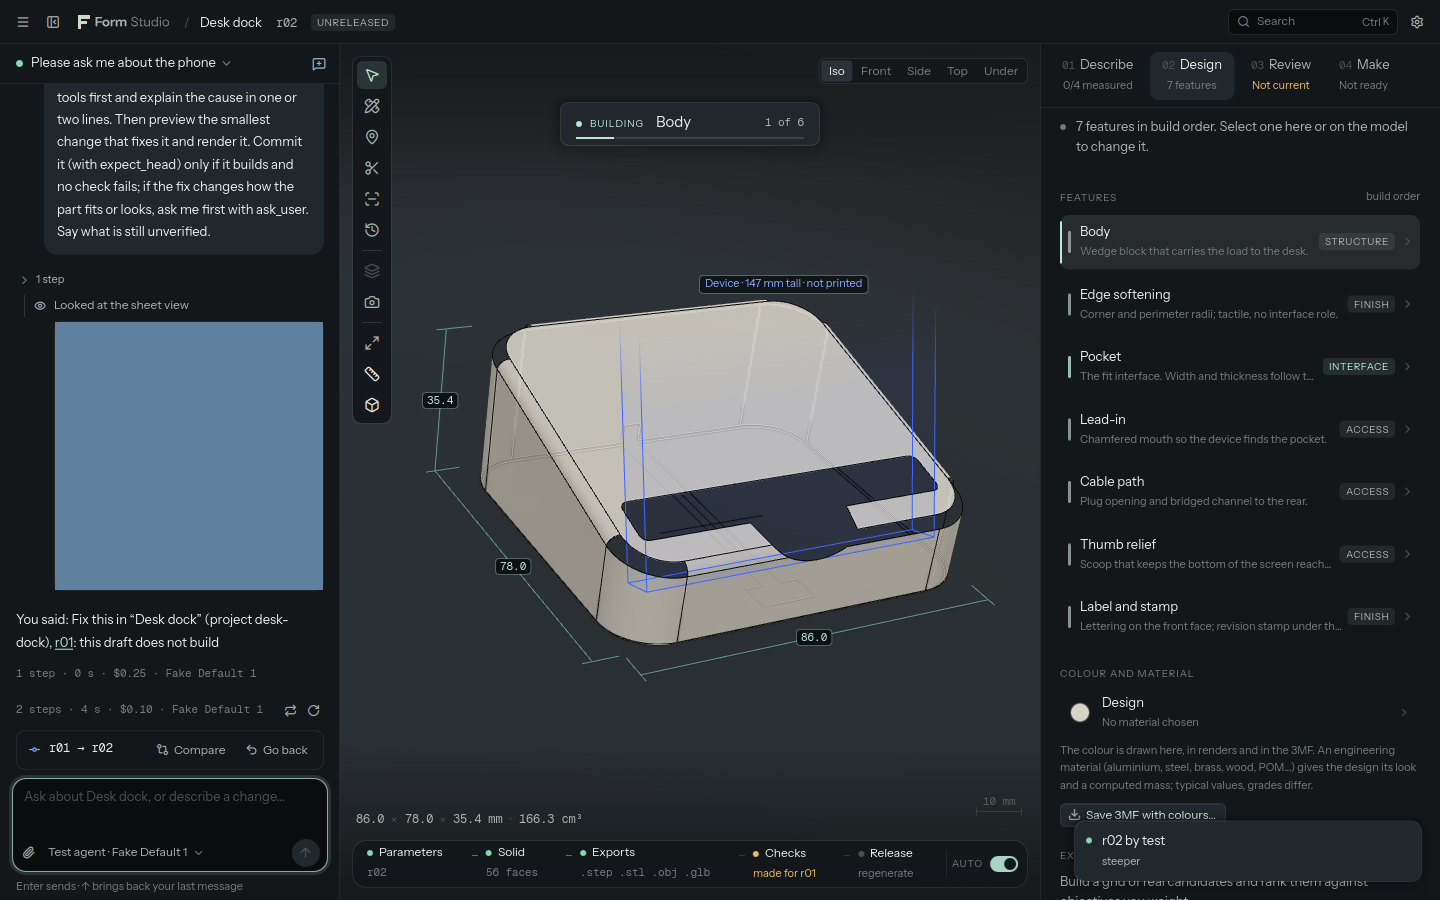 Form Studio / Desk dock r02 UNRELEASED
Search Ctrl K
Please ask me about the phone
tools first and explain the cause in one or
two lines. Then preview the smallest
change that fixes it and render it. Commit
it (with expect_head) only if it builds and
no check fails; if the fix changes how the
part fits or looks, ask me first with ask_user.
Say what is still unverified.
1 step
Looked at the sheet view
You said: Fix this in “Desk dock” (project desk-
dock), r01: this draft does not build
1 step · 0 s · $0.25 · Fake Default 1
2 steps · 4 s · $0.10 · Fake Default 1
r01 → r02 Compare Go back
Ask about Desk dock, or describe a change...
Test agent · Fake Default 1
Enter sends · ↑ brings back your last message
Iso Front Side Top Under
BUILDING Body 1 of 6
Device · 147 mm tall · not printed
35.4
78.0
86.0
10 mm
86.0 × 78.0 × 35.4 mm · 166.3 cm³
Parameters
r02
Solid
56 faces
Exports
.step .stl .obj .glb
Checks
made for r01
Release
regenerate
AUTO
01 Describe
0/4 measured
02 Design
7 features
03 Review
Not current
04 Make
Not ready
7 features in build order. Select one here or on the model
to change it.
FEATURES build order
Body
Wedge block that carries the load to the desk.
STRUCTURE
Edge softening
Corner and perimeter radii; tactile, no interface role.
FINISH
Pocket
The fit interface. Width and thickness follow t...
INTERFACE
Lead-in
Chamfered mouth so the device finds the pocket.
ACCESS
Cable path
Plug opening and bridged channel to the rear.
ACCESS
Thumb relief
Scoop that keeps the bottom of the screen reach...
ACCESS
Label and stamp
Lettering on the front face; revision stamp under th...
FINISH
COLOUR AND MATERIAL
Design
No material chosen
The colour is drawn here, in renders and in the 3MF. An engineering
material (aluminium, steel, brass, wood, POM...) gives the design its look
and a computed mass; typical values, grades differ.
Save 3MF with colours...
r02 by test
steeper
EX
Build a grid of real candidates and rank them against